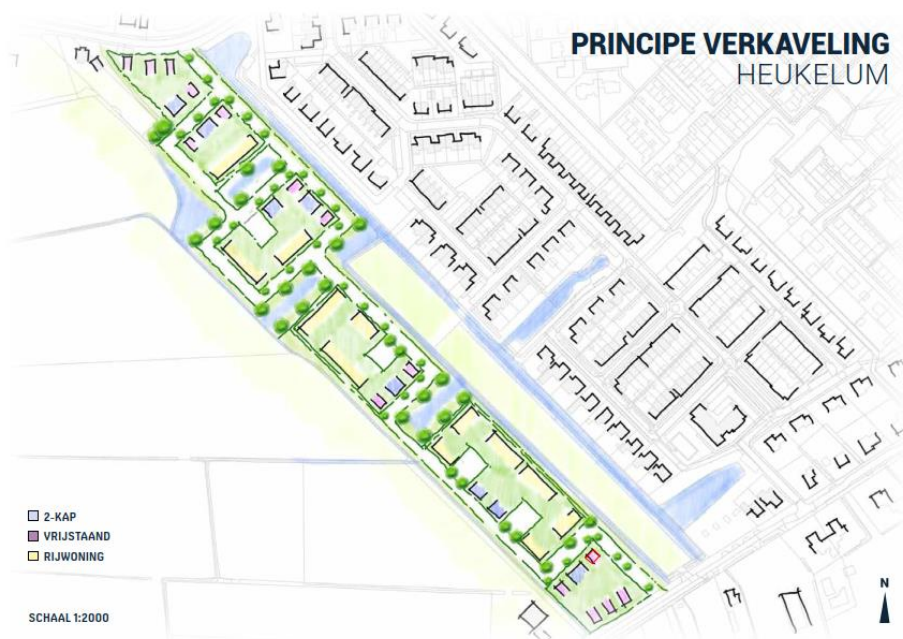 PRINCIPE VERKAVELING
HEUKELUM
2-KAP
VRIJSTAAND
RIJWONING
SCHAAL 1:2000
N